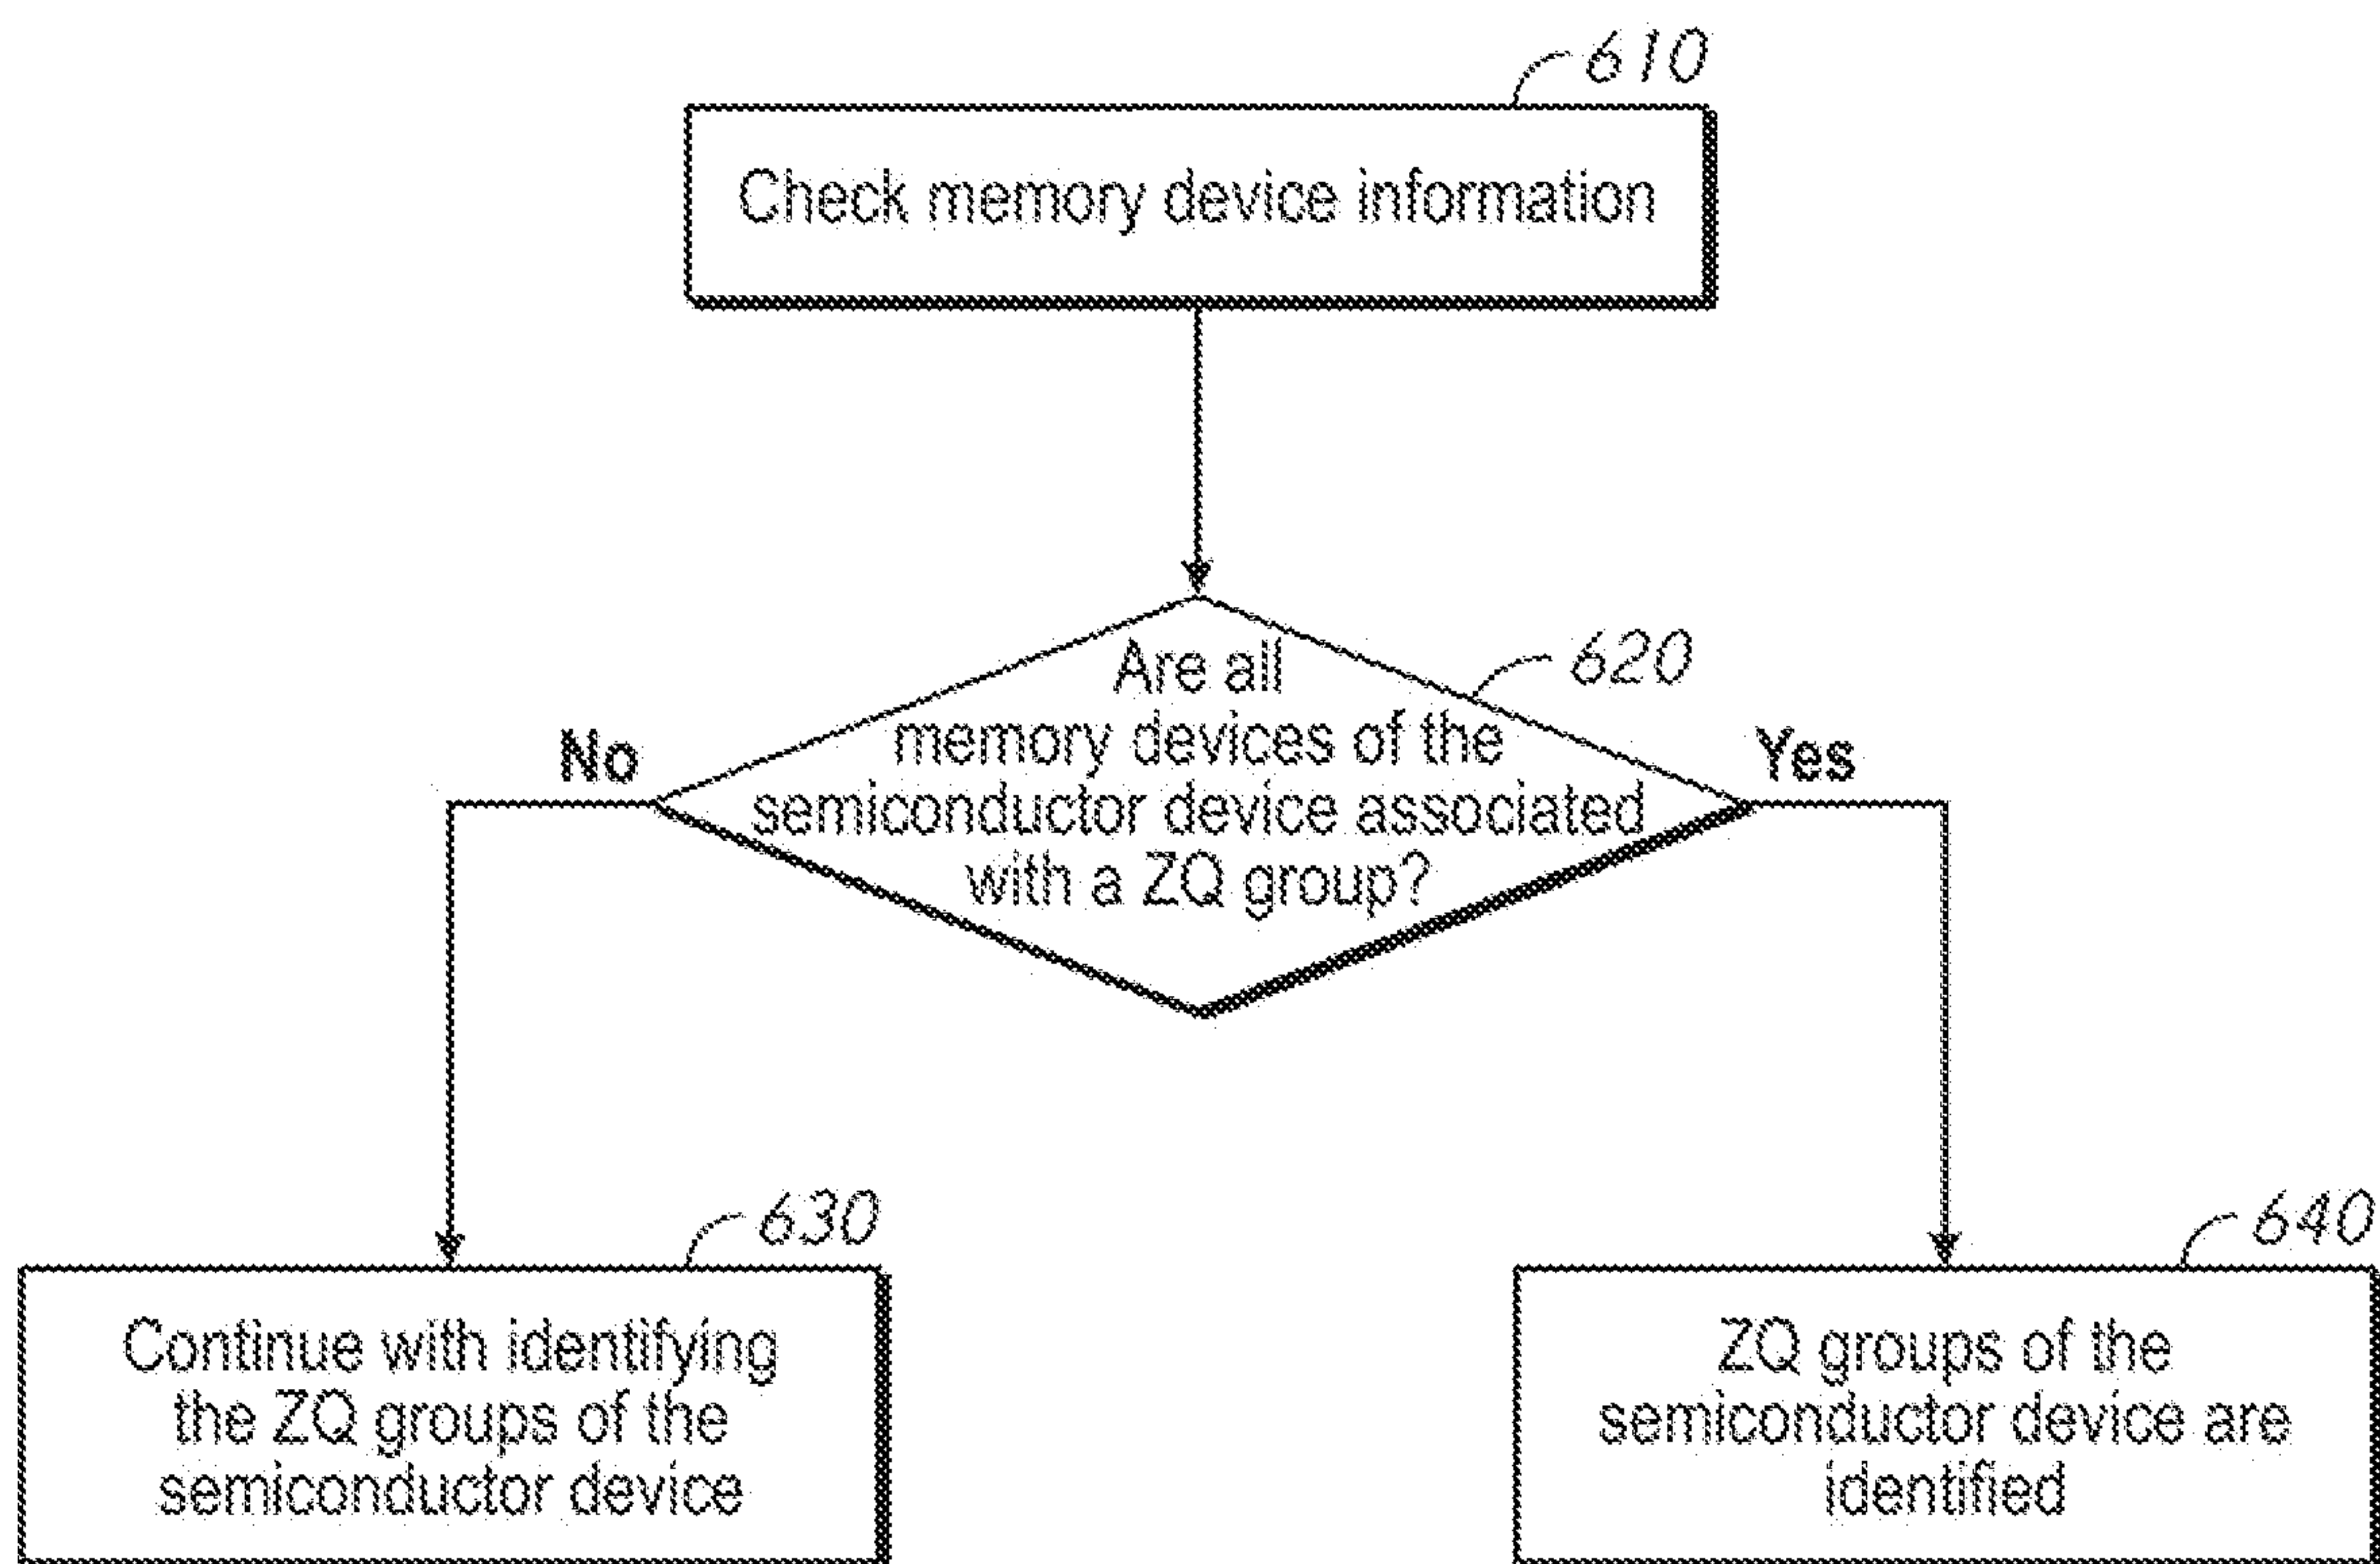 610
Check memory device information
Are all
620
memory devices of the
No
Yes
semiconductor device associated
with a ZQ group?
630
640
Continue with identifying
the ZQ groups of the
semiconductor device
ZQ groups of the
semiconductor device are
identified